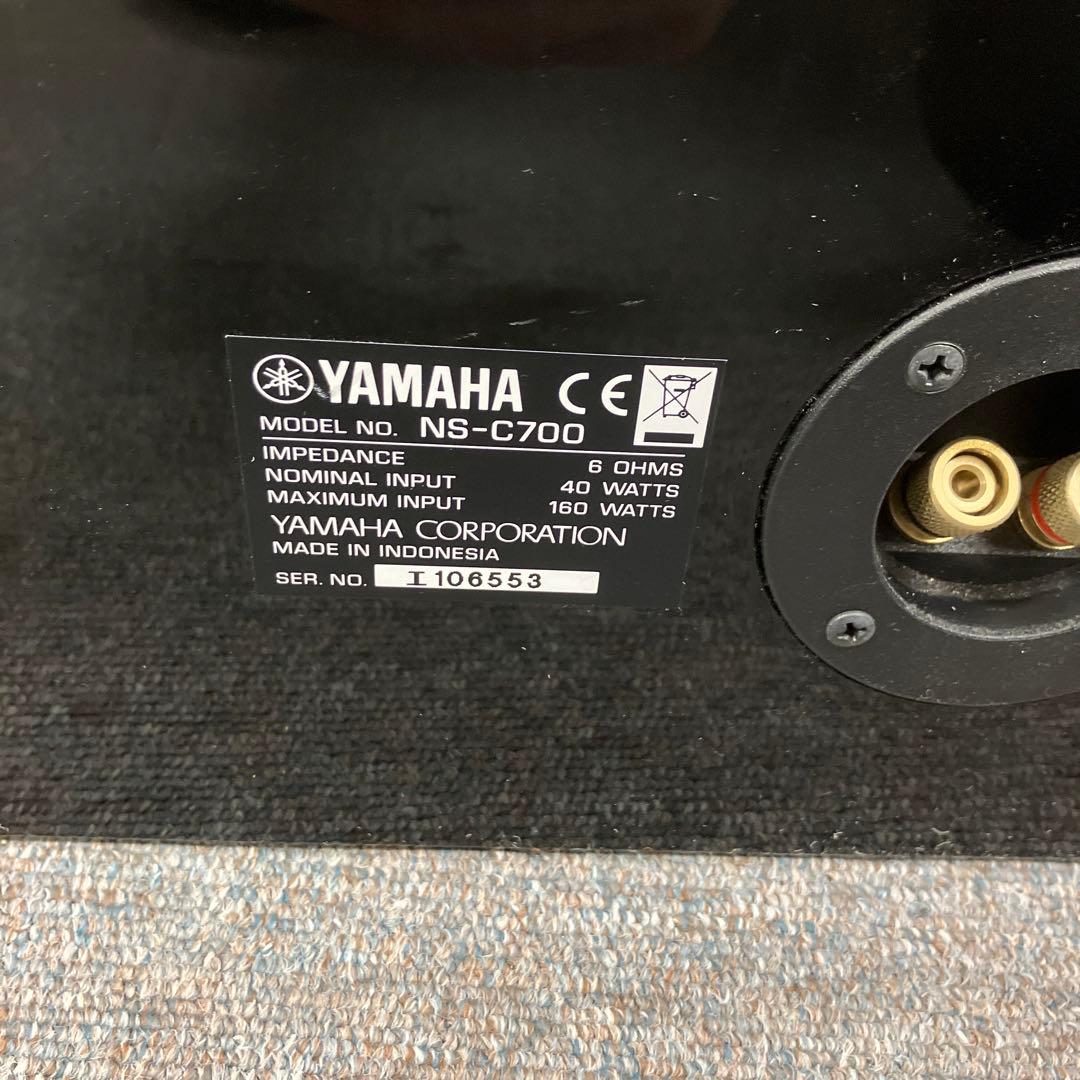 YAMAHA CE
MODEL NO. NS-C700
IMPEDANCE 6 OHMS
NOMINAL INPUT 40 WATTS
MAXIMUM INPUT 160 WATTS
YAMAHA CORPORATION
MADE IN INDONESIA
SER. NO. I106553